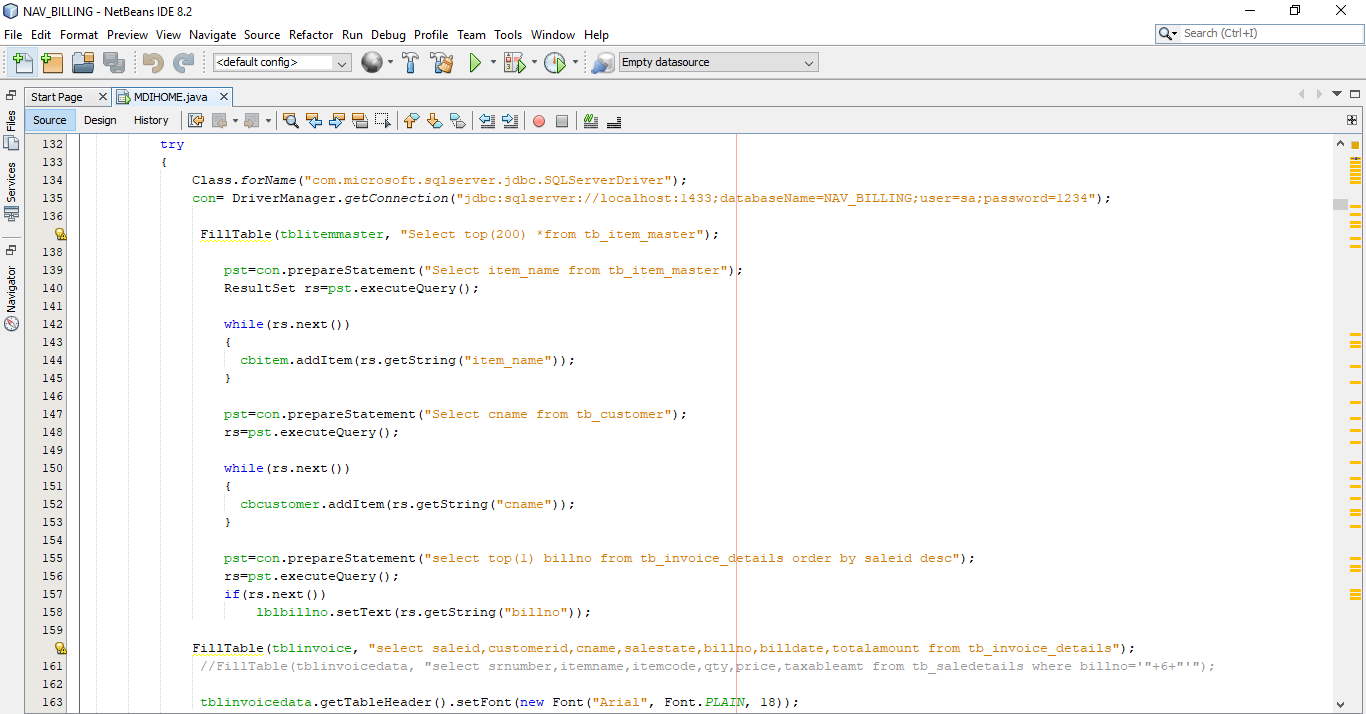 NAV_BILLING - NetBeans IDE 8.2
File Edit Format Preview View Navigate Source Refactor Run Debug Profile Team Tools Window Help
Search (Ctrl+I)
<default config>
Empty datasource
Start Page
MDIHOME.java
Source Design History
Files
Services
Navigator
132 try
133 {
134 Class.forName("com.microsoft.sqlserver.jdbc.SQLServerDriver");
135 con= DriverManager.getConnection("jdbc:sqlserver://localhost:1433;databaseName=NAV_BILLING;user=sa;password=1234");
136
FillTable(tblitemmaster, "Select top(200) *from tb_item_master");
138
139 pst=con.prepareStatement("Select item_name from tb_item_master");
140 ResultSet rs=pst.executeQuery();
141
142 while(rs.next())
143 {
144 cbitem.addItem(rs.getString("item_name"));
145 }
146
147 pst=con.prepareStatement("Select cname from tb_customer");
148 rs=pst.executeQuery();
149
150 while(rs.next())
151 {
152 cbcustomer.addItem(rs.getString("cname"));
153 }
154
155 pst=con.prepareStatement("select top(1) billno from tb_invoice_details order by saleid desc");
156 rs=pst.executeQuery();
157 if(rs.next())
158 lblbillno.setText(rs.getString("billno"));
159
FillTable(tblinvoice, "select saleid,customerid,cname,salestate,billno,billdate,totalamount from tb_invoice_details");
161 //FillTable(tblinvoicedata, "select srnumber,itemname,itemcode,qty,price,taxableamt from tb_saledetails where billno='"+6+"'");
162
163 tblinvoicedata.getTableHeader().setFont(new Font("Arial", Font.PLAIN, 18));